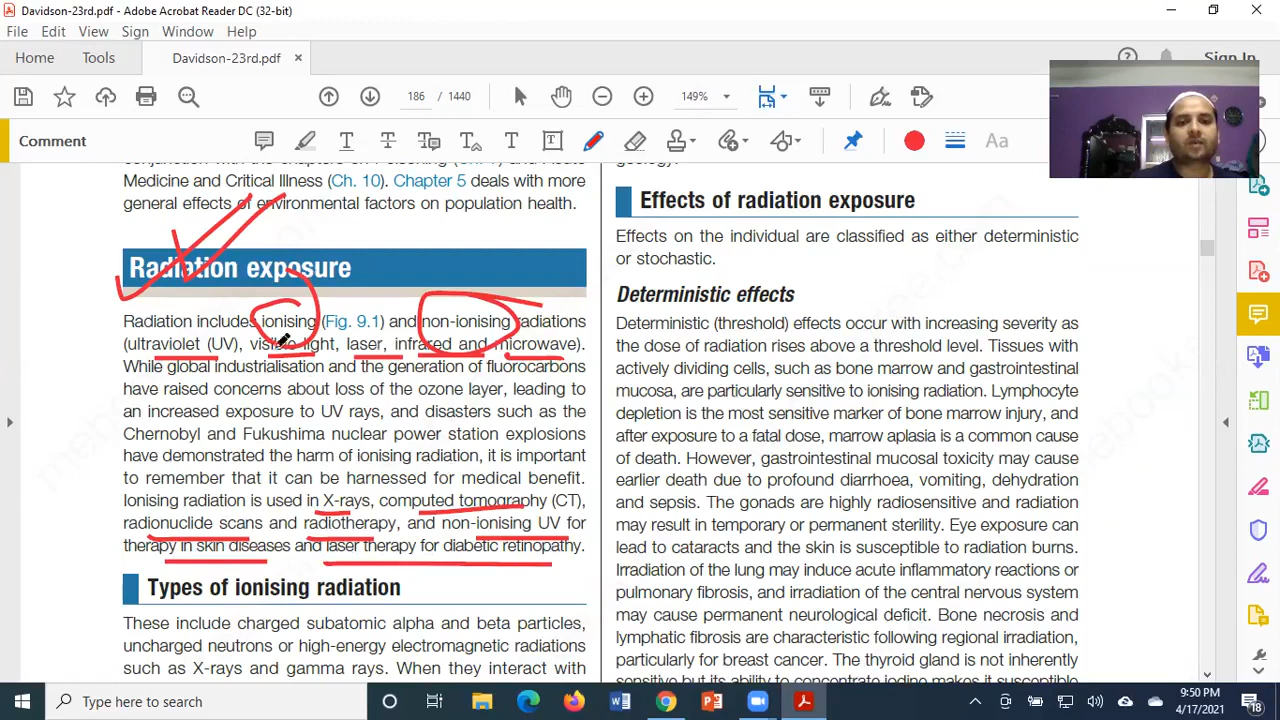 Davidson-23rd.pdf - Adobe Acrobat Reader DC (32-bit)
File Edit View Sign Window Help
Home Tools Davidson-23rd.pdf × Sign In
186 / 1440 149%
Comment
Medicine and Critical Illness (Ch. 10). Chapter 5 deals with more
general effects of environmental factors on population health.
Radiation exposure
Radiation includes ionising (Fig. 9.1) and non-ionising radiations
(ultraviolet (UV), visible light, laser, infrared and microwave).
While global industrialisation and the generation of fluorocarbons
have raised concerns about loss of the ozone layer, leading to
an increased exposure to UV rays, and disasters such as the
Chernobyl and Fukushima nuclear power station explosions
have demonstrated the harm of ionising radiation, it is important
to remember that it can be harnessed for medical benefit.
Ionising radiation is used in X-rays, computed tomography (CT),
radionuclide scans and radiotherapy, and non-ionising UV for
therapy in skin diseases and laser therapy for diabetic retinopathy.
Types of ionising radiation
These include charged subatomic alpha and beta particles,
uncharged neutrons or high-energy electromagnetic radiations
such as X-rays and gamma rays. When they interact with
Effects of radiation exposure
Effects on the individual are classified as either deterministic
or stochastic.
Deterministic effects
Deterministic (threshold) effects occur with increasing severity as
the dose of radiation rises above a threshold level. Tissues with
actively dividing cells, such as bone marrow and gastrointestinal
mucosa, are particularly sensitive to ionising radiation. Lymphocyte
depletion is the most sensitive marker of bone marrow injury, and
after exposure to a fatal dose, marrow aplasia is a common cause
of death. However, gastrointestinal mucosal toxicity may cause
earlier death due to profound diarrhoea, vomiting, dehydration
and sepsis. The gonads are highly radiosensitive and radiation
may result in temporary or permanent sterility. Eye exposure can
lead to cataracts and the skin is susceptible to radiation burns.
Irradiation of the lung may induce acute inflammatory reactions or
pulmonary fibrosis, and irradiation of the central nervous system
may cause permanent neurological deficit. Bone necrosis and
lymphatic fibrosis are characteristic following regional irradiation,
particularly for breast cancer. The thyroid gland is not inherently
sensitive but its ability to concentrate iodine makes it susceptible
Type here to search
9:50 PM
4/17/2021
18